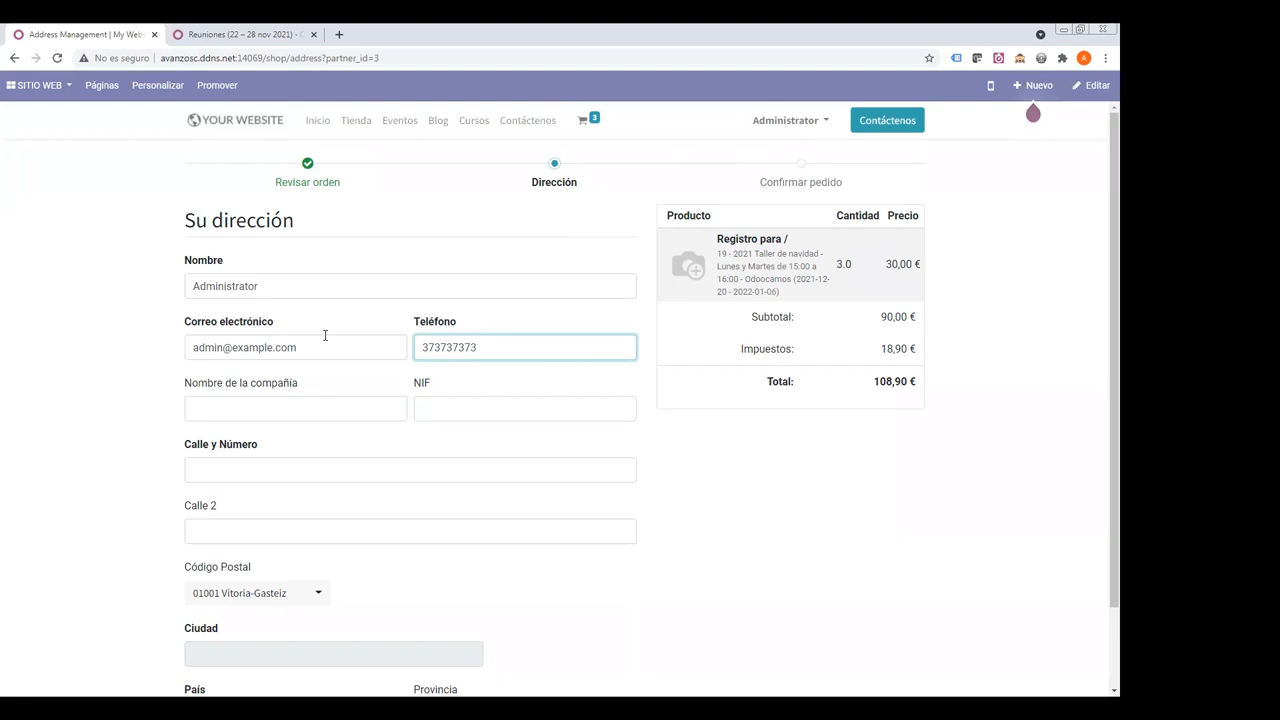 Address Management | My Web
Reuniones (22 – 28 nov 2021) -
No es seguro
avanzosc.ddns.net:14069/shop/address?partner_id=3
A
SITIO WEB
Páginas
Personalizar
Promover
Nuevo
Editar
YOUR WEBSITE
Inicio
Tienda
Eventos
Blog
Cursos
Contáctenos
3
Administrator
Contáctenos
Revisar orden
Dirección
Confirmar pedido
Su dirección
Nombre
Administrator
Correo electrónico
Teléfono
admin@example.com
373737373
Nombre de la compañía
NIF
Calle y Número
Calle 2
Código Postal
01001 Vitoria-Gasteiz
Ciudad
País
Provincia
Producto
Cantidad
Precio
Registro para /
19 - 2021 Taller de navidad -
Lunes y Martes de 15:00 a
16:00 - Odoocamos (2021-12-
20 - 2022-01-06)
3.0
30,00 €
Subtotal:
90,00 €
Impuestos:
18,90 €
Total:
108,90 €